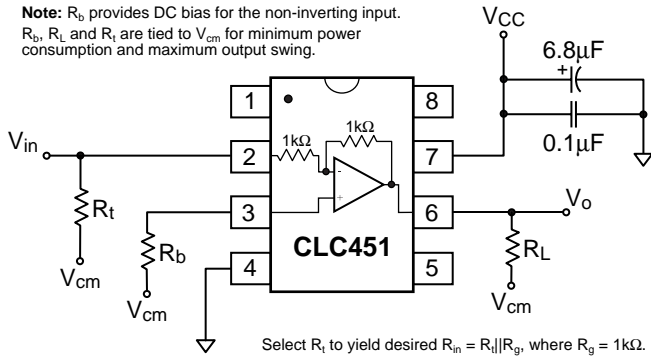 Note: Rb provides DC bias for the non-inverting input.
Rb, RL and Rt are tied to Vcm for minimum power
consumption and maximum output swing.
VCC
6.8μF
+
0.1μF
1
8
Vin
2
1kΩ
1kΩ
7
-
+
3
6
Vo
Rt
Rb
CLC451
RL
4
5
Vcm
Vcm
Vcm
Select Rt to yield desired Rin = Rt||Rg, where Rg = 1kΩ.